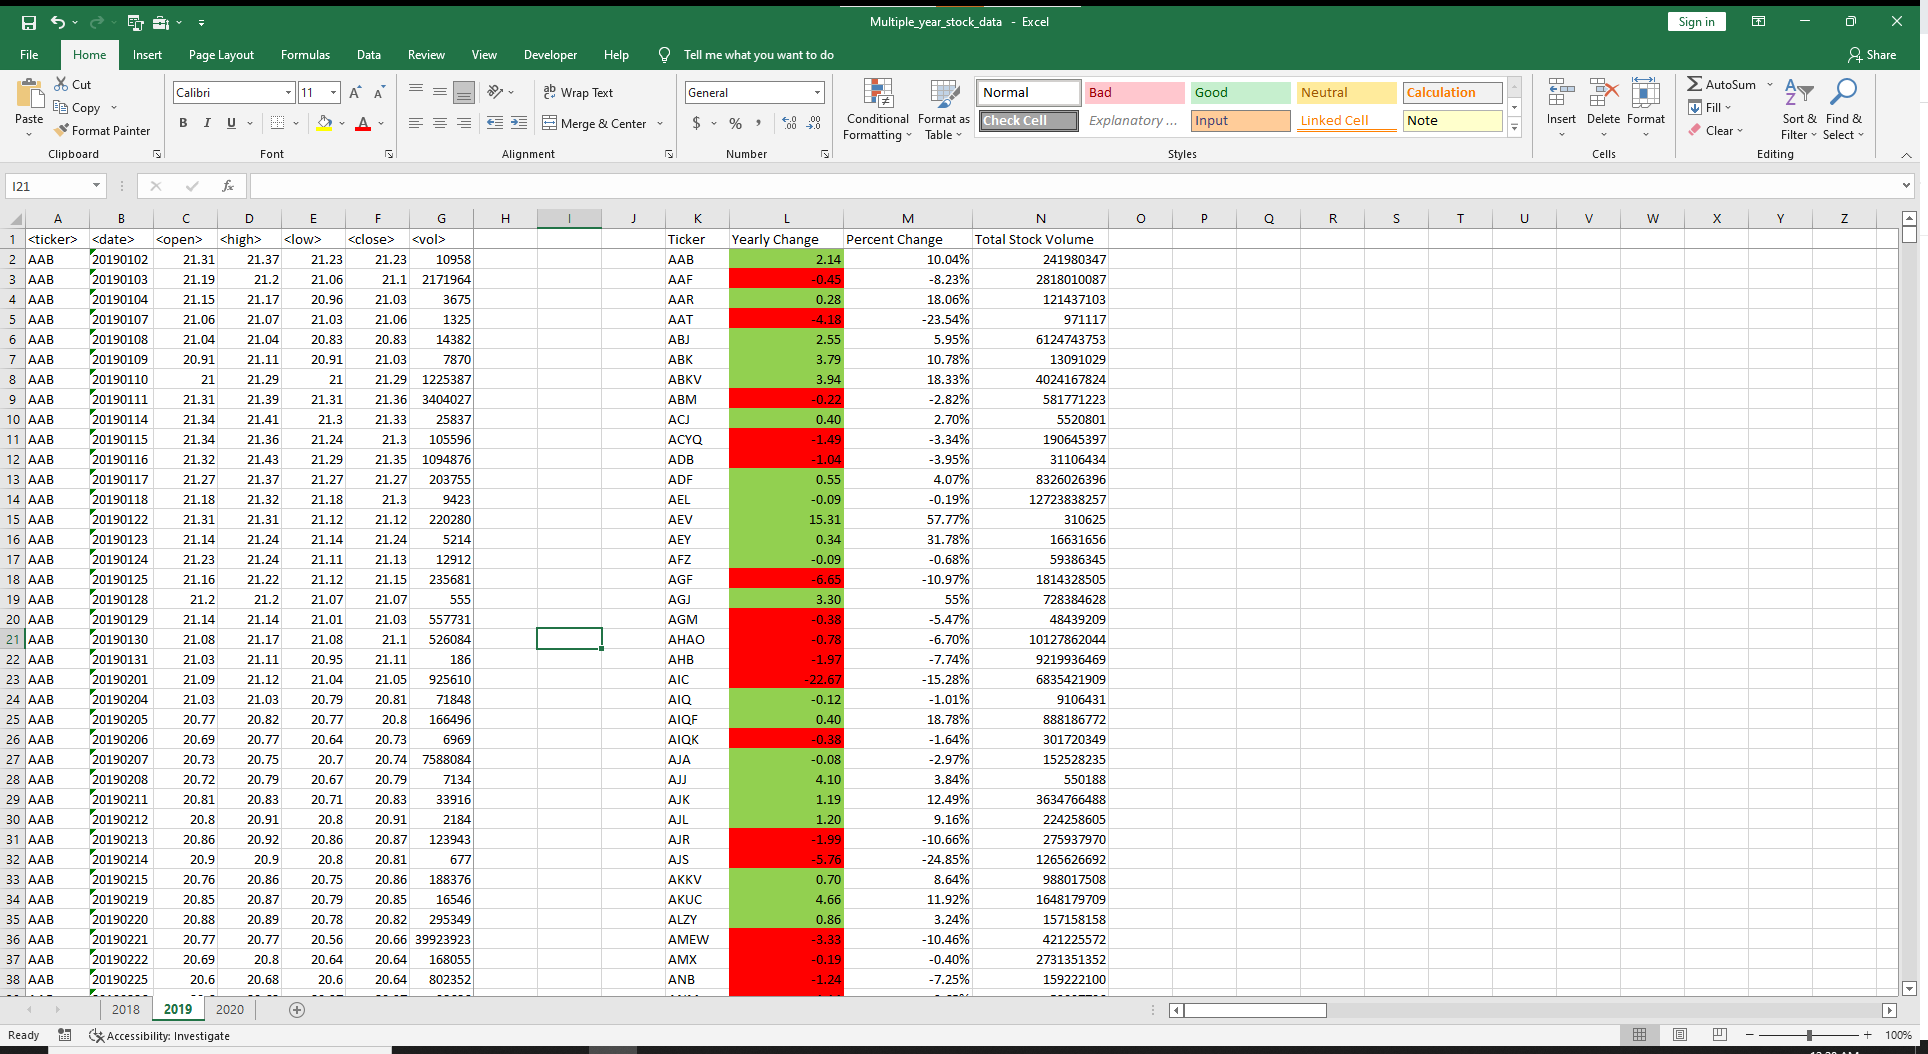 Multiple_year_stock_data - Excel
Sign in
File Home Insert Page Layout Formulas Data Review View Developer Help Tell me what you want to do Share
Paste Cut Copy Format Painter Clipboard
Calibri 11 B I U Font
ab Wrap Text Merge & Center Alignment
General $ % , Number
Conditional Formatting Format as Table
Normal Bad Good Neutral Calculation
Check Cell Explanatory ... Input Linked Cell Note
Styles
Insert Delete Format Cells
AutoSum Fill Clear Sort & Filter Find & Select Editing
I21 fx
A B C D E F G H I J K L M N O P Q R S T U V W X Y Z
1 <ticker> <date> <open> <high> <low> <close> <vol> Ticker Yearly Change Percent Change Total Stock Volume
2 AAB 20190102 21.31 21.37 21.23 21.23 10958 AAB 2.14 10.04% 241980347
3 AAB 20190103 21.19 21.2 21.06 21.1 2171964 AAF -0.45 -8.23% 2818010087
4 AAB 20190104 21.15 21.17 20.96 21.03 3675 AAR 0.28 18.06% 121437103
5 AAB 20190107 21.06 21.07 21.03 21.06 1325 AAT -4.18 -23.54% 971117
6 AAB 20190108 21.04 21.04 20.83 20.83 14382 ABJ 2.55 5.95% 6124743753
7 AAB 20190109 20.91 21.11 20.91 21.03 7870 ABK 3.79 10.78% 13091029
8 AAB 20190110 21 21.29 21 21.29 1225387 ABKV 3.94 18.33% 4024167824
9 AAB 20190111 21.31 21.39 21.31 21.36 3404027 ABM -0.22 -2.82% 581771223
10 AAB 20190114 21.34 21.41 21.3 21.33 25837 ACJ 0.40 2.70% 5520801
11 AAB 20190115 21.34 21.36 21.24 21.3 105596 ACYQ -1.49 -3.34% 190645397
12 AAB 20190116 21.32 21.43 21.29 21.35 1094876 ADB -1.04 -3.95% 31106434
13 AAB 20190117 21.27 21.37 21.27 21.27 203755 ADF 0.55 4.07% 8326026396
14 AAB 20190118 21.18 21.32 21.18 21.3 9423 AEL -0.09 -0.19% 12723838257
15 AAB 20190122 21.31 21.31 21.12 21.12 220280 AEV 15.31 57.77% 310625
16 AAB 20190123 21.14 21.24 21.14 21.24 5214 AEY 0.34 31.78% 16631656
17 AAB 20190124 21.23 21.24 21.11 21.13 12912 AFZ -0.09 -0.68% 59386345
18 AAB 20190125 21.16 21.22 21.12 21.15 235681 AGF -6.65 -10.97% 1814328505
19 AAB 20190128 21.2 21.2 21.07 21.07 555 AGJ 3.30 55% 728384628
20 AAB 20190129 21.14 21.14 21.01 21.03 557731 AGM -0.38 -5.47% 48439209
21 AAB 20190130 21.08 21.17 21.08 21.1 526084 AHAO -0.78 -6.70% 10127862044
22 AAB 20190131 21.03 21.11 20.95 21.11 186 AHB -1.97 -7.74% 9219936469
23 AAB 20190201 21.09 21.12 21.04 21.05 925610 AIC -22.67 -15.28% 6835421909
24 AAB 20190204 21.03 21.03 20.79 20.81 71848 AIQ -0.12 -1.01% 9106431
25 AAB 20190205 20.77 20.82 20.77 20.8 166496 AIQF 0.40 18.78% 888186772
26 AAB 20190206 20.69 20.77 20.64 20.73 6969 AIQK -0.38 -1.64% 301720349
27 AAB 20190207 20.73 20.75 20.7 20.74 7588084 AJA -0.08 -2.97% 152528235
28 AAB 20190208 20.72 20.79 20.67 20.79 7134 AJJ 4.10 3.84% 550188
29 AAB 20190211 20.81 20.83 20.71 20.83 33916 AJK 1.19 12.49% 3634766488
30 AAB 20190212 20.8 20.91 20.8 20.91 2184 AJL 1.20 9.16% 224258605
31 AAB 20190213 20.86 20.92 20.86 20.87 123943 AJR -1.99 -10.66% 275937970
32 AAB 20190214 20.9 20.9 20.8 20.81 677 AJS -5.76 -24.85% 1265626692
33 AAB 20190215 20.76 20.86 20.75 20.86 188376 AKKV 0.70 8.64% 988017508
34 AAB 20190219 20.85 20.87 20.79 20.85 16546 AKUC 4.66 11.92% 1648179709
35 AAB 20190220 20.88 20.89 20.78 20.82 295349 ALZY 0.86 3.24% 157158158
36 AAB 20190221 20.77 20.77 20.56 20.66 39923923 AMEW -3.33 -10.46% 421225572
37 AAB 20190222 20.69 20.8 20.64 20.64 168055 AMX -0.19 -0.40% 2731351352
38 AAB 20190225 20.6 20.68 20.6 20.64 802352 ANB -1.24 -7.25% 159222100
2018 2019 2020
Ready Accessibility: Investigate 100%